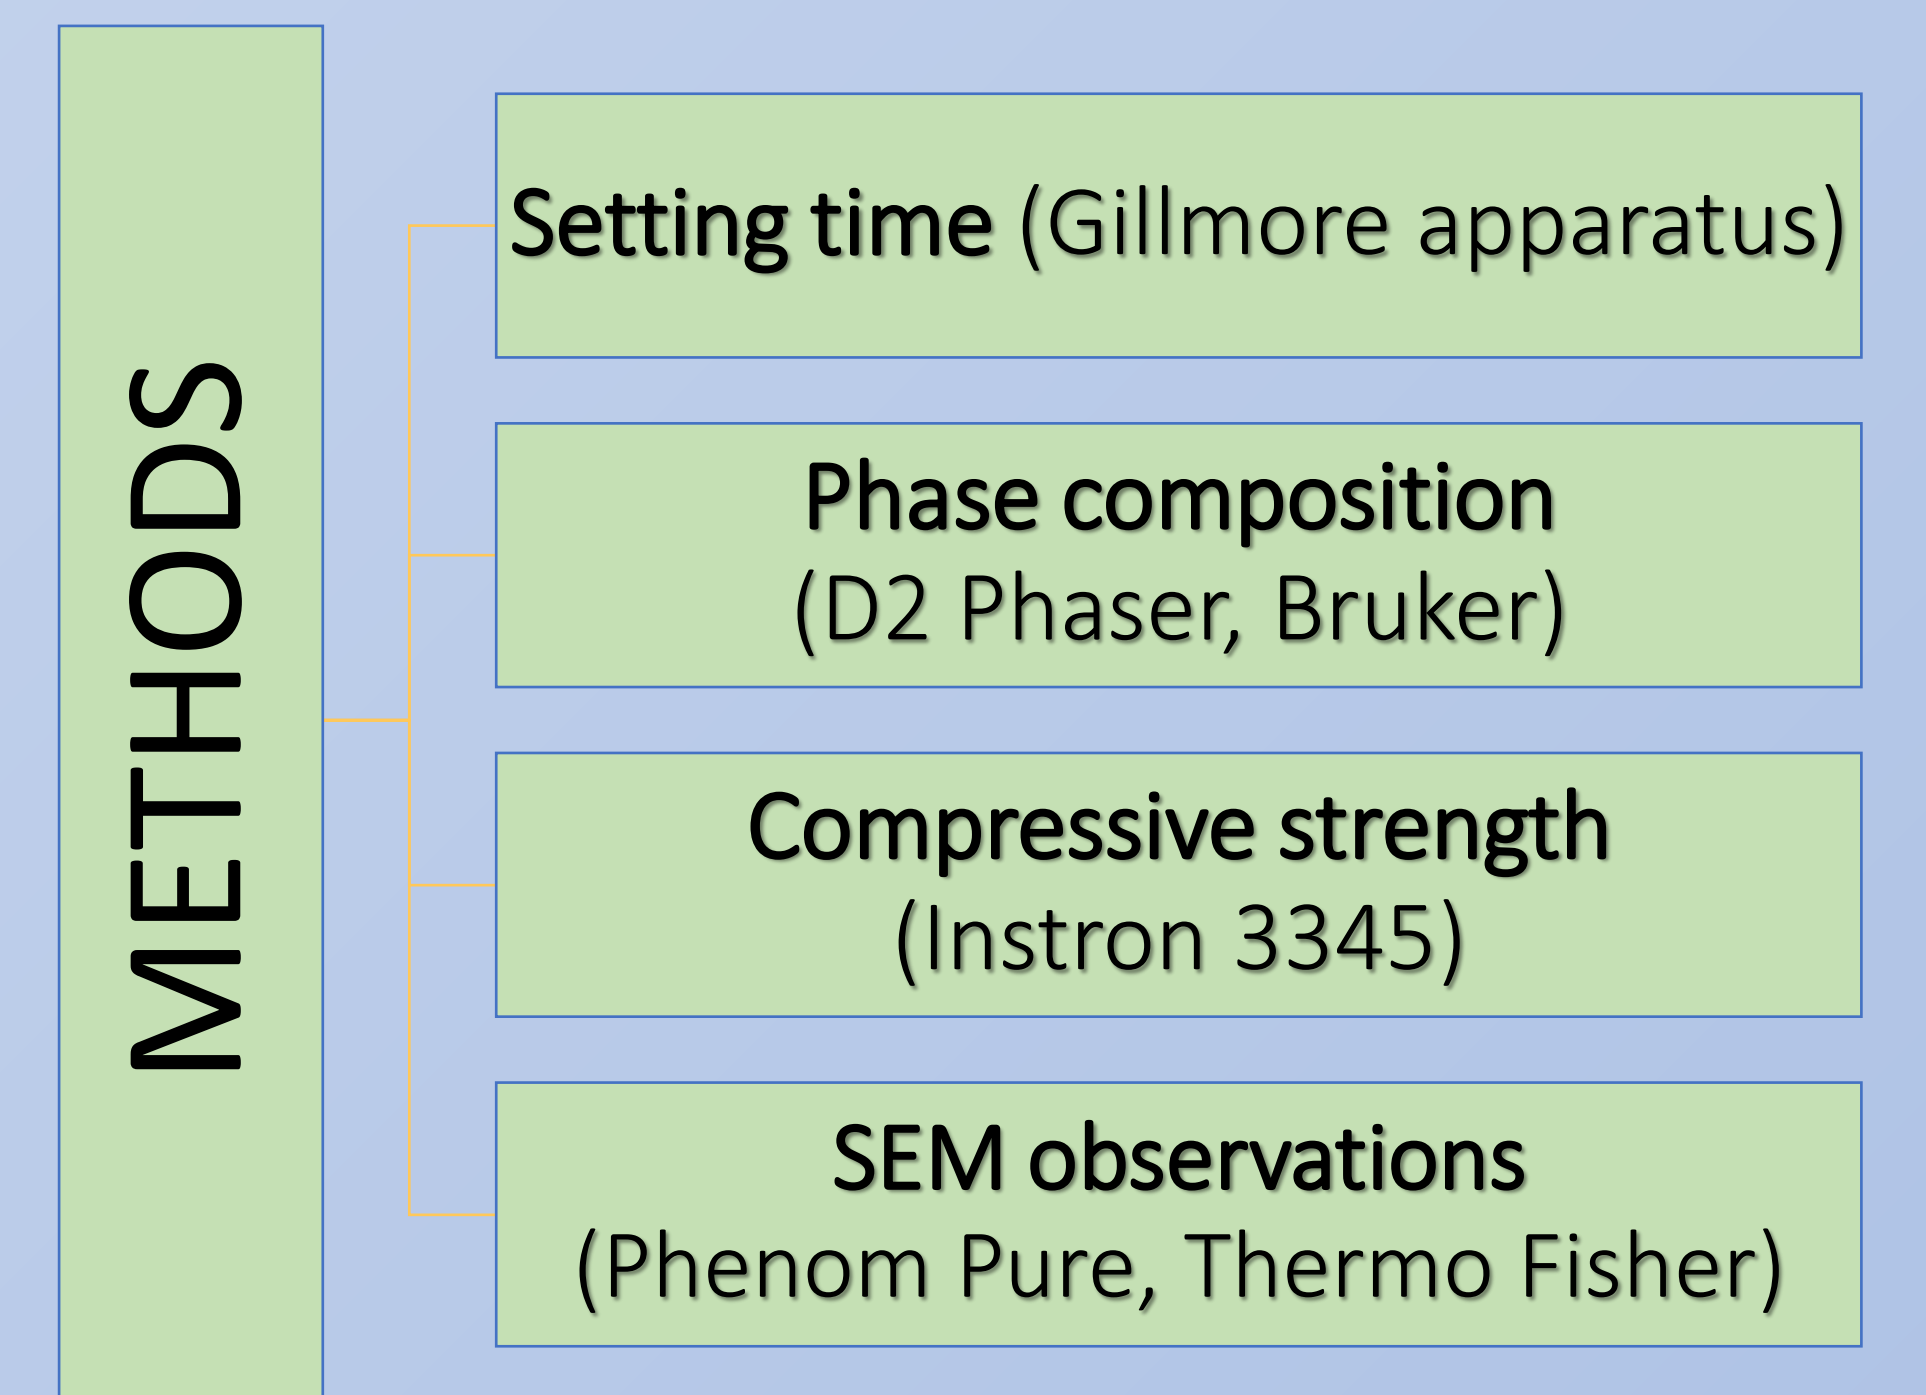 METHODS
Setting time (Gillmore apparatus)
Phase composition
(D2 Phaser, Bruker)
Compressive strength
(Instron 3345)
SEM observations
(Phenom Pure, Thermo Fisher)